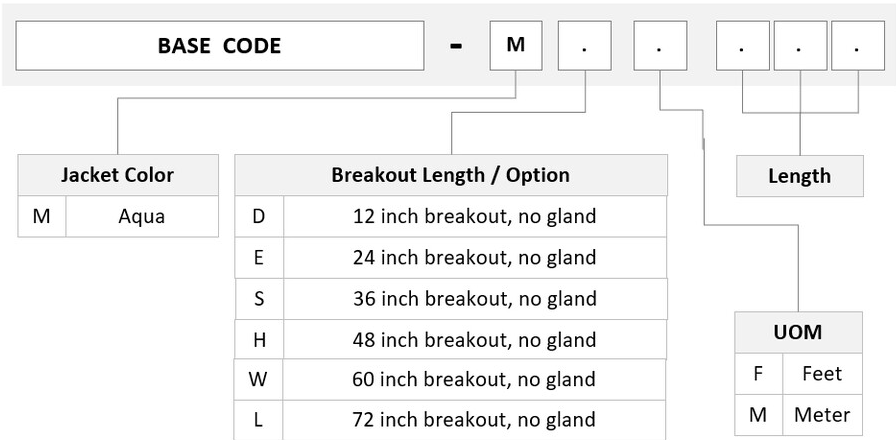 BASE CODE - M . . . . .
Jacket Color
M Aqua
Breakout Length / Option
D 12 inch breakout, no gland
E 24 inch breakout, no gland
S 36 inch breakout, no gland
H 48 inch breakout, no gland
W 60 inch breakout, no gland
L 72 inch breakout, no gland
Length
UOM
F Feet
M Meter